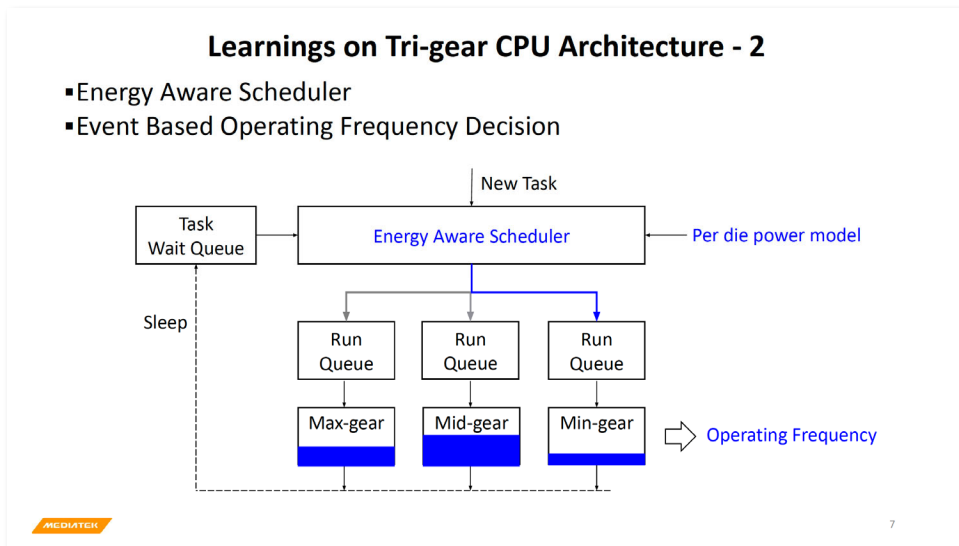 Learnings on Tri-gear CPU Architecture - 2
▪Energy Aware Scheduler
▪Event Based Operating Frequency Decision
New Task
Task
Wait Queue
Energy Aware Scheduler
Per die power model
Sleep
Run
Queue
Run
Queue
Run
Queue
Max-gear
Mid-gear
Min-gear
Operating Frequency
MEDIATEK
7